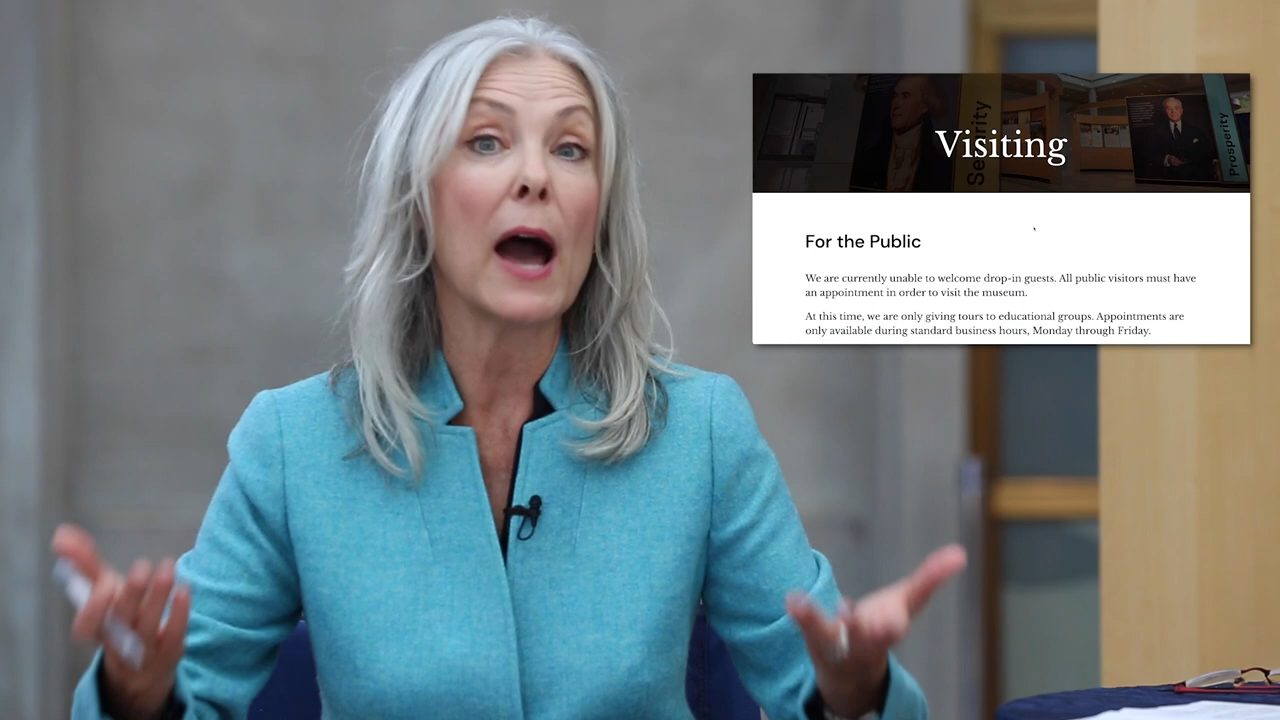 Security
Visiting
Prosperity
For the Public
We are currently unable to welcome drop-in guests. All public visitors must have
an appointment in order to visit the museum.
At this time, we are only giving tours to educational groups. Appointments are
only available during standard business hours, Monday through Friday.